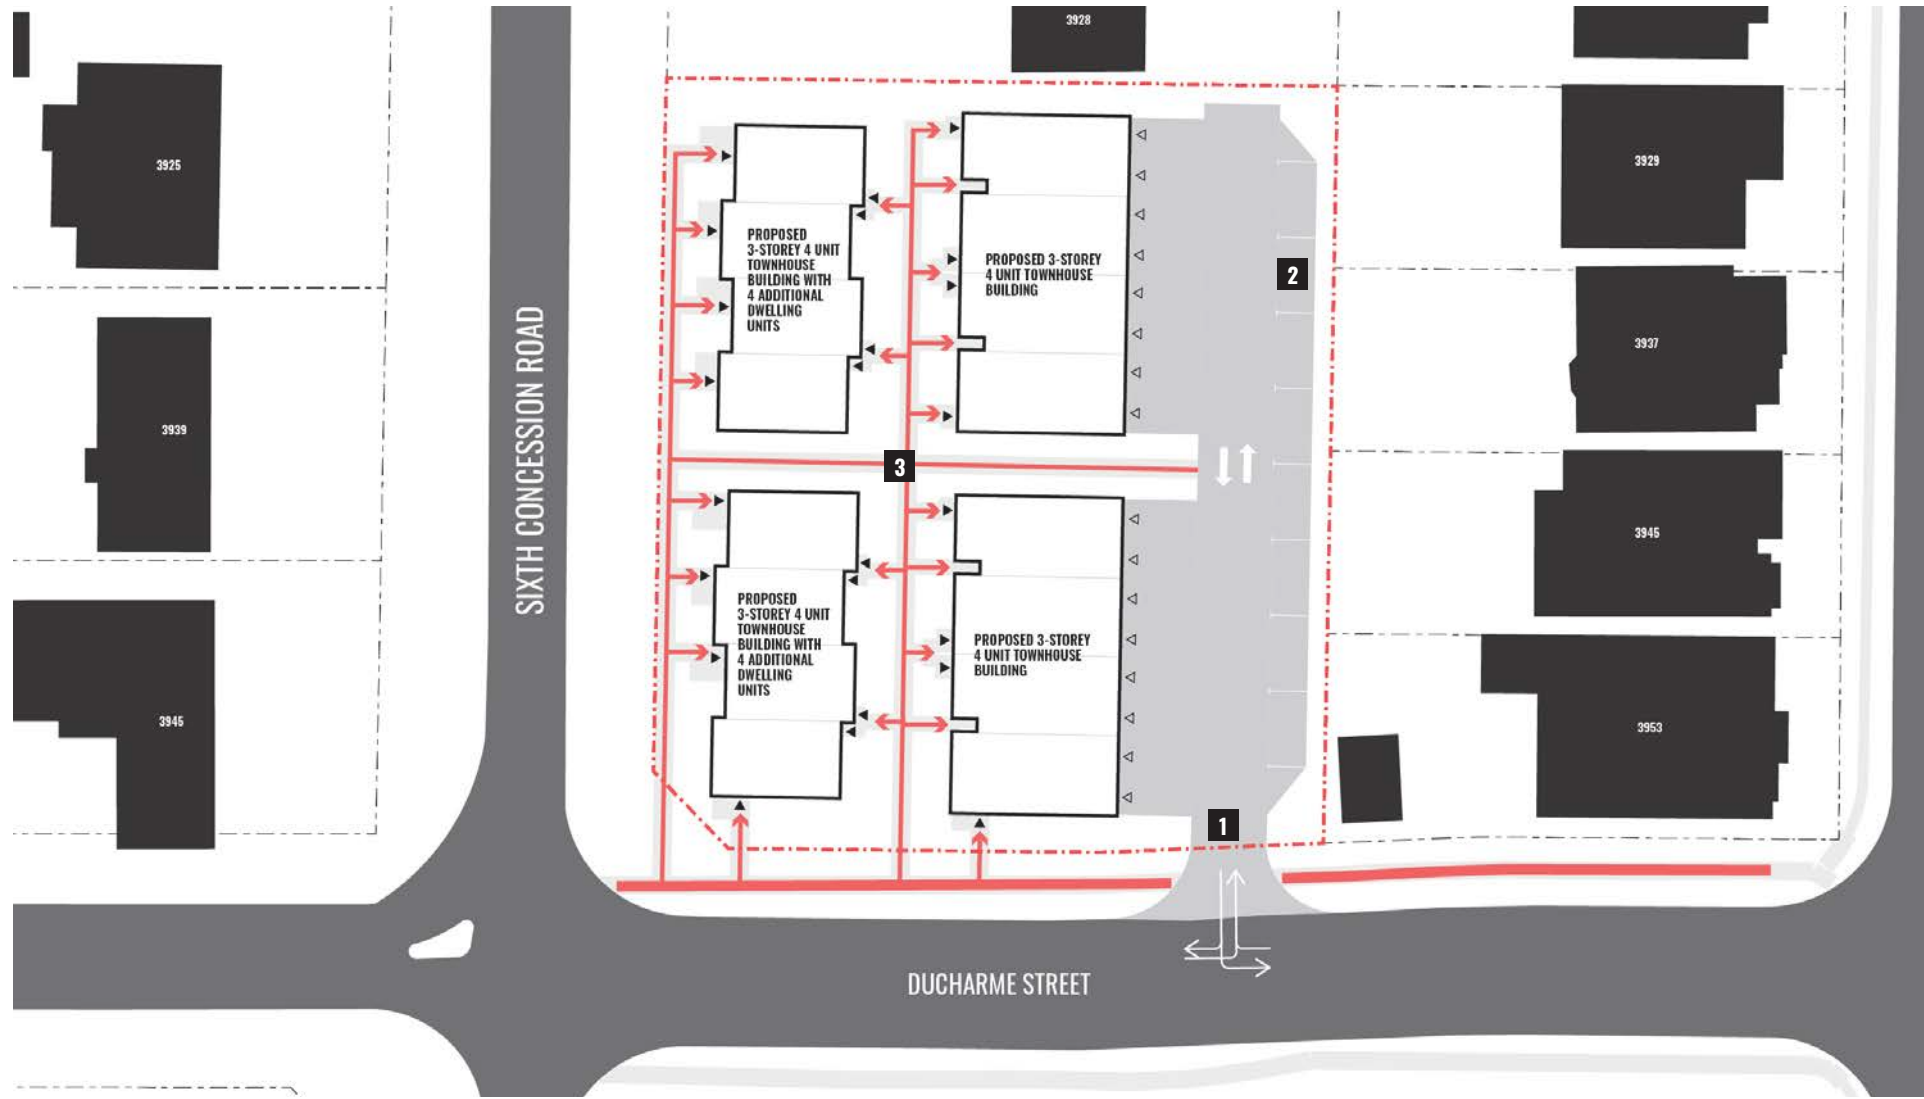 3928
3925
3929
2
PROPOSED
3-STOREY 4 UNIT
TOWNHOUSE
BUILDING WITH
4 ADDITIONAL
DWELLING
UNITS
PROPOSED 3-STOREY
4 UNIT TOWNHOUSE
BUILDING
3937
SIXTH CONCESSION ROAD
3939
3
3945
PROPOSED
3-STOREY 4 UNIT
TOWNHOUSE
BUILDING WITH
4 ADDITIONAL
DWELLING
UNITS
PROPOSED 3-STOREY
4 UNIT TOWNHOUSE
BUILDING
3945
3953
1
DUCHARME STREET